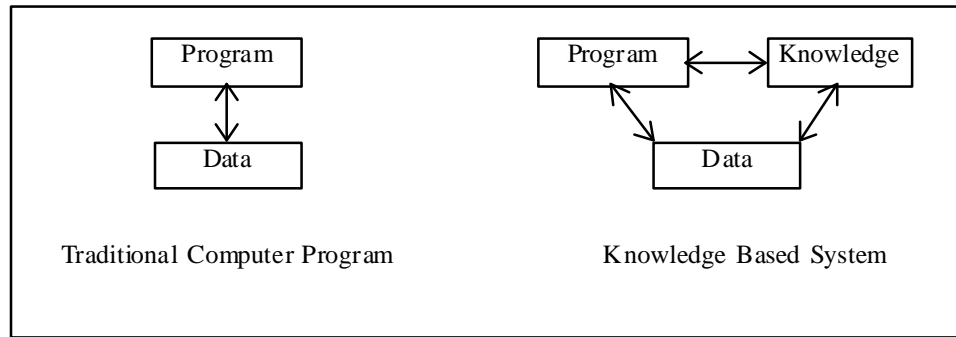 Program
Data
Traditional Computer Program
Program
Knowledge
Data
Knowledge Based System